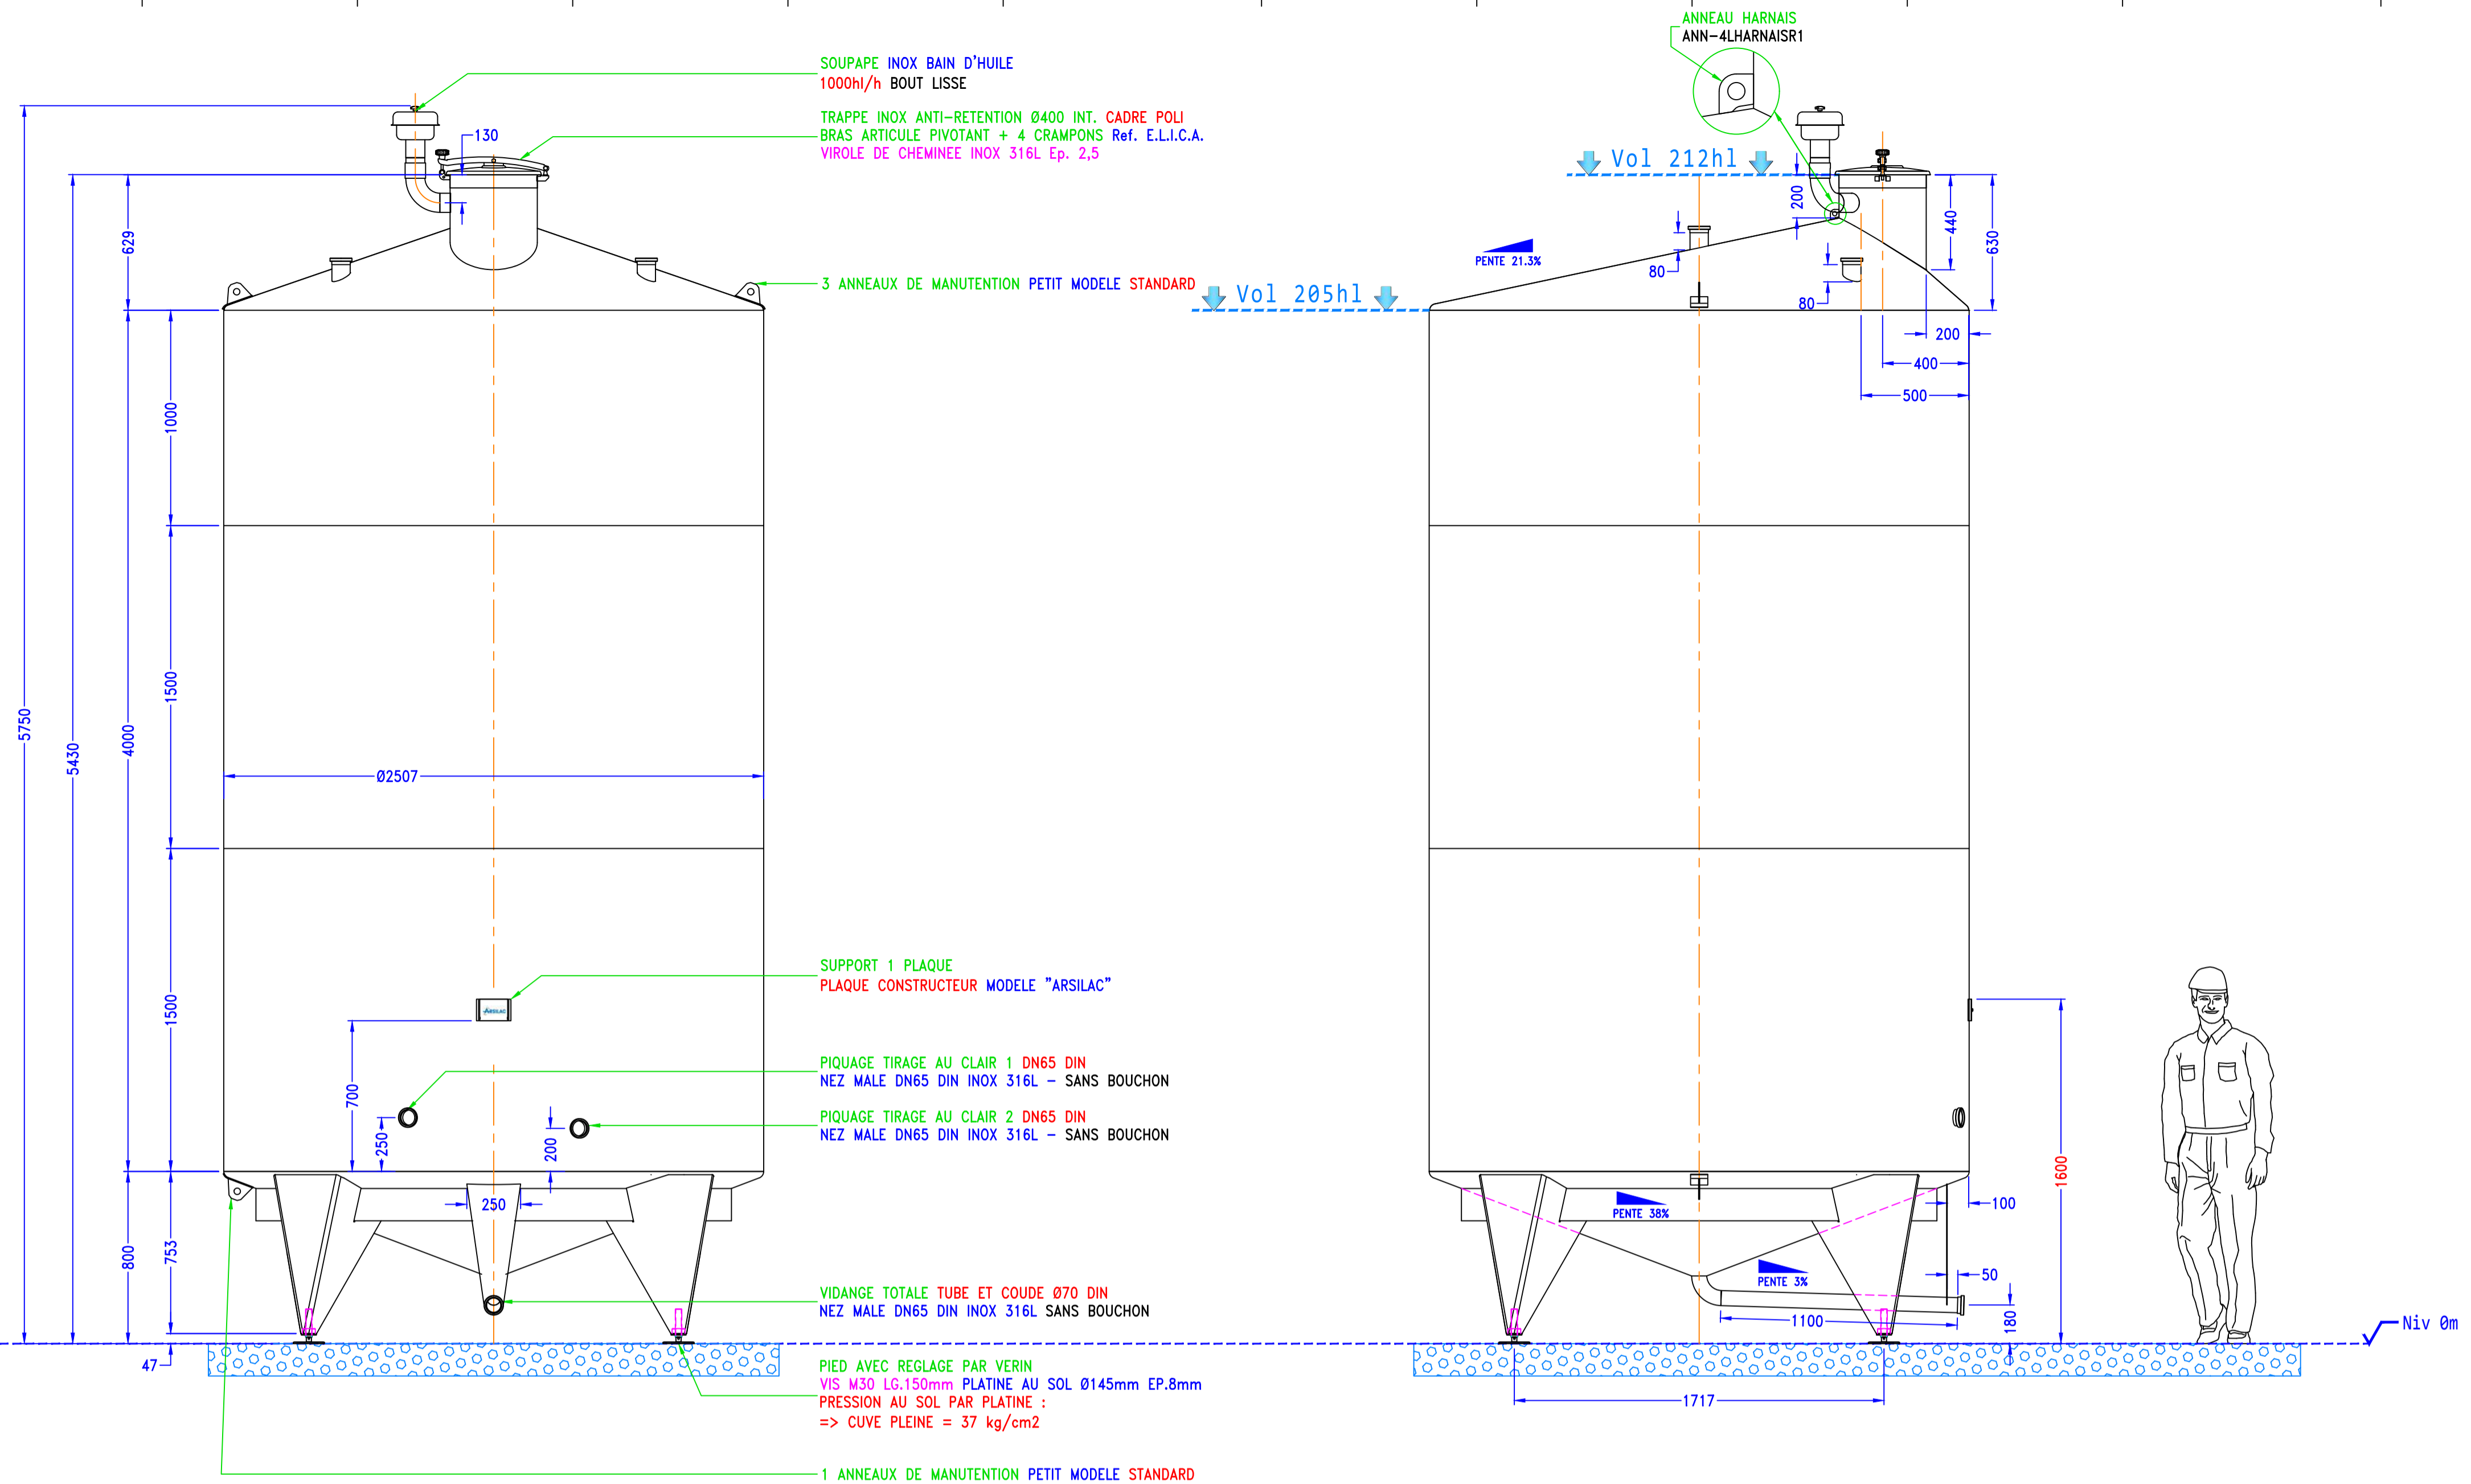 ANNEAU HARNAIS
ANN-4LHARNAISR1
SOUPAPE INOX BAIN D'HUILE
1000hl/h BOUT LISSE
TRAPPE INOX ANTI-RETENTION Ø400 INT. CADRE POLI
BRAS ARTICULE PIVOTANT + 4 CRAMPONS Ref. E.L.I.C.A.
VIROLE DE CHEMINEE INOX 316L Ep. 2,5
130
Vol 212hl
200
440
630
629
80
PENTE 21.3%
80
3 ANNEAUX DE MANUTENTION PETIT MODELE STANDARD
Vol 205hl
200
400
500
1000
1500
5750
5430
4000
Ø2507
SUPPORT 1 PLAQUE
PLAQUE CONSTRUCTEUR MODELE "ARSILAC"
ARSILAC
1500
700
PIQUAGE TIRAGE AU CLAIR 1 DN65 DIN
NEZ MALE DN65 DIN INOX 316L - SANS BOUCHON
250
200
PIQUAGE TIRAGE AU CLAIR 2 DN65 DIN
NEZ MALE DN65 DIN INOX 316L - SANS BOUCHON
1600
250
PENTE 38%
100
800
753
PENTE 3%
50
VIDANGE TOTALE TUBE ET COUDE Ø70 DIN
NEZ MALE DN65 DIN INOX 316L SANS BOUCHON
1100
180
Niv 0m
47
PIED AVEC REGLAGE PAR VERIN
VIS M30 LG.150mm PLATINE AU SOL Ø145mm EP.8mm
PRESSION AU SOL PAR PLATINE :
=> CUVE PLEINE = 37 kg/cm2
1717
1 ANNEAUX DE MANUTENTION PETIT MODELE STANDARD